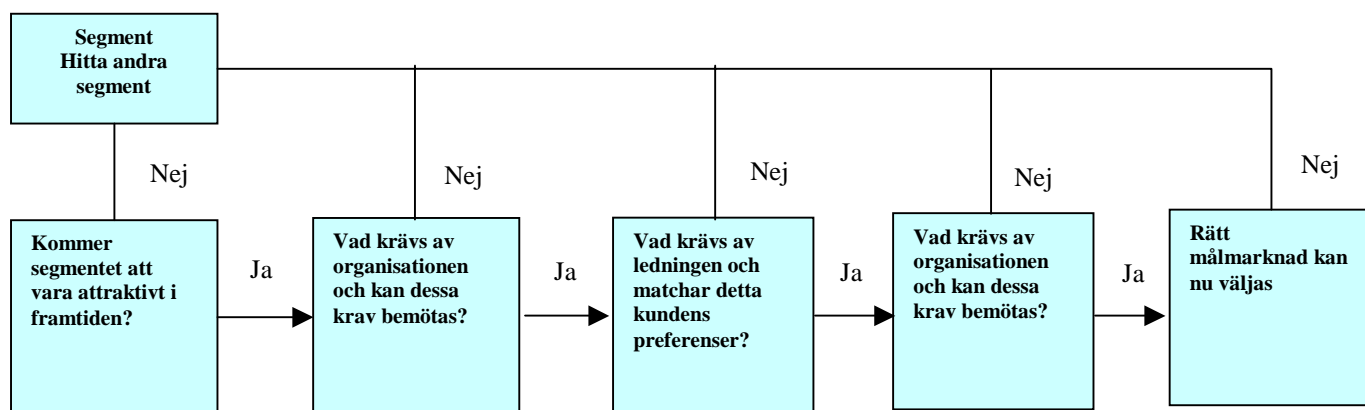 Segment
Hitta andra
segment
Nej
Nej
Nej
Nej
Nej
Kommer
segmentet att
vara attraktivt i
framtiden?
Ja
Vad krävs av
organisationen
och kan dessa
krav bemötas?
Ja
Vad krävs av
ledningen och
matchar detta
kundens
preferenser?
Ja
Vad krävs av
organisationen
och kan dessa
krav bemötas?
Ja
Rätt
målmarknad kan
nu väljas